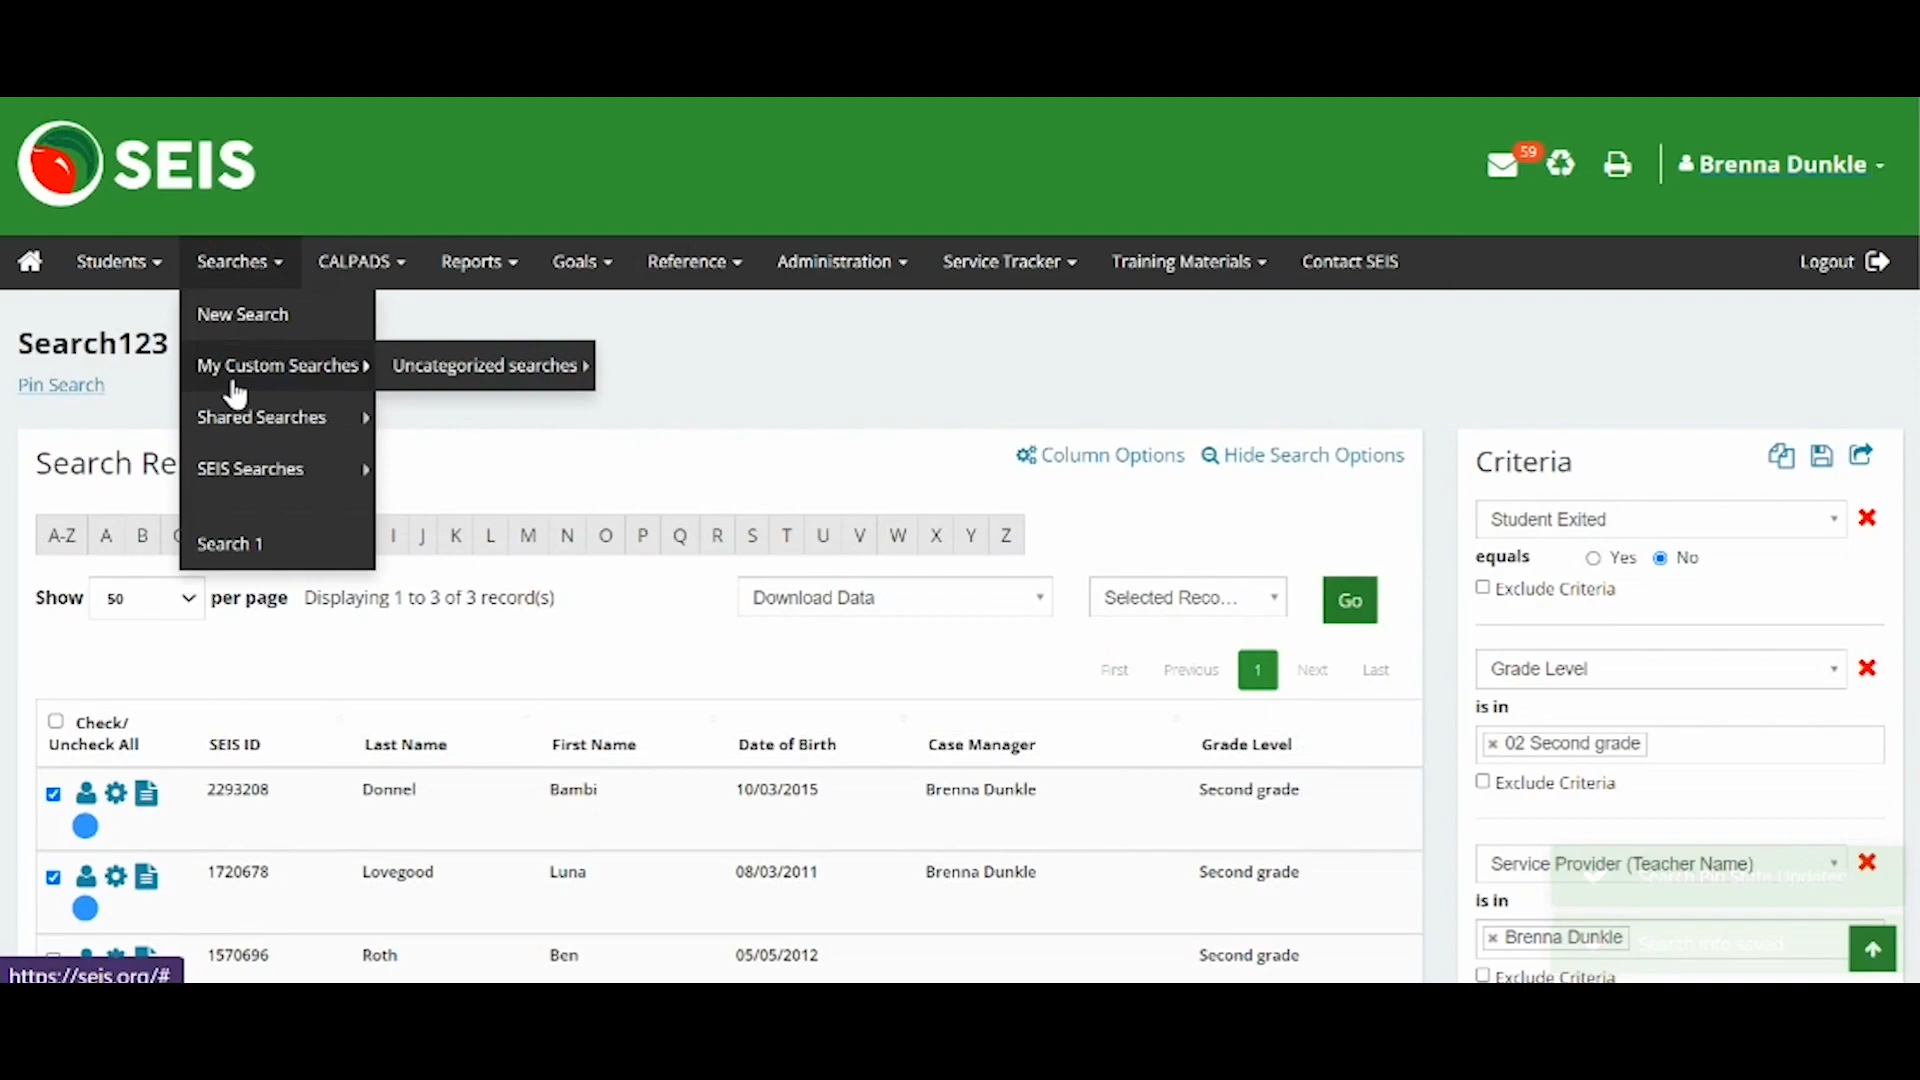 SEIS
59
Brenna Dunkle
Students
Searches
CALPADS
Reports
Goals
Reference
Administration
Service Tracker
Training Materials
Contact SEIS
Logout
New Search
My Custom Searches
Uncategorized searches
Shared Searches
SEIS Searches
Search 1
Search123
Pin Search
Search Re
Column Options
Hide Search Options
A-Z A B C I J K L M N O P Q R S T U V W X Y Z
Show 50 per page Displaying 1 to 3 of 3 record(s)
Download Data
Selected Reco...
Go
First Previous 1 Next Last
Check/
Uncheck All
SEIS ID
Last Name
First Name
Date of Birth
Case Manager
Grade Level
2293208 Donnel Bambi 10/03/2015 Brenna Dunkle Second grade
1720678 Lovegood Luna 08/03/2011 Brenna Dunkle Second grade
1570696 Roth Ben 05/05/2012 Second grade
Criteria
Student Exited
equals Yes No
Exclude Criteria
Grade Level
is in
× 02 Second grade
Exclude Criteria
Service Provider (Teacher Name)
Search Pin State Updated
is in
× Brenna Dunkle
Search info saved
Exclude Criteria
https://seis.org/#